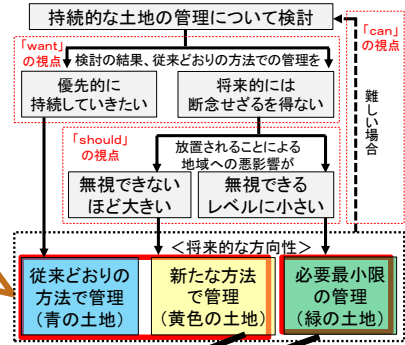 持続的な土地の管理について検討
「want」
の視点
検討の結果、従来どおりの方法での管理を
「can」
の視点
優先的に
持続していきたい
将来的には
断念せざるを得ない
難しい場合
「should」
の視点
放置されることによる
地域への悪影響が
無視できない
ほど大きい
無視できる
レベルに小さい
＜将来的な方向性＞
従来どおりの
方法で管理
（青の土地）
新たな方法
で管理
（黄色の土地）
必要最小限
の管理
（緑の土地）